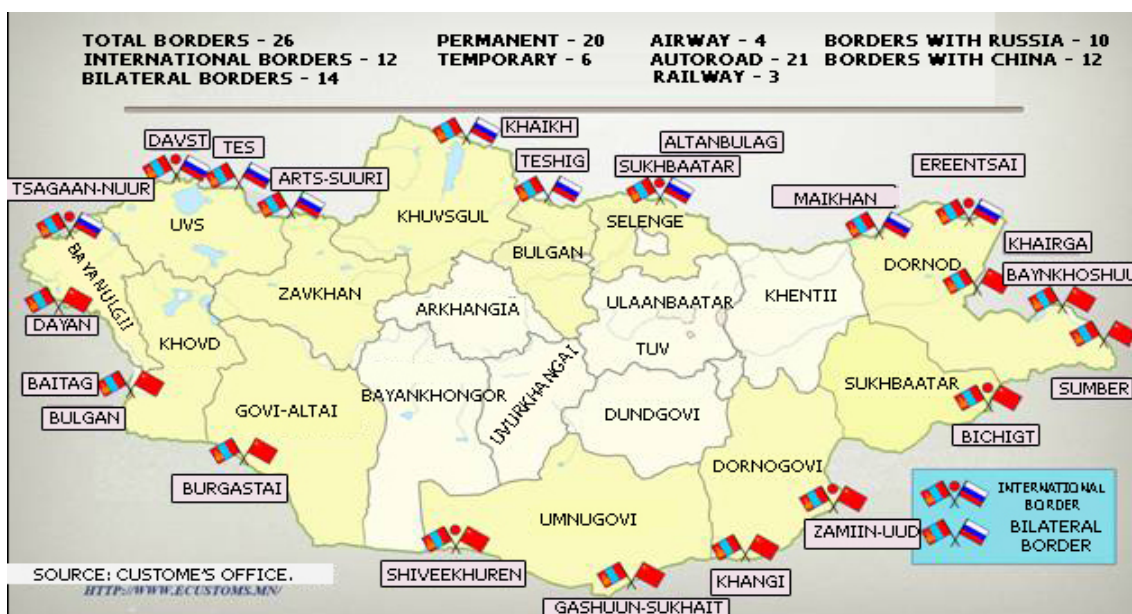 TOTAL BORDERS - 26
INTERNATIONAL BORDERS - 12
BILATERAL BORDERS - 14
PERMANENT - 20
TEMPORARY - 6
AIRWAY - 4
AUTOROAD - 21
RAILWAY - 3
BORDERS WITH RUSSIA - 10
BORDERS WITH CHINA - 12
DAVST
TES
TSAGAAN-NUUR
ARTS-SUURI
KHAIKH
TESHIG
ALTANBULAG
SUKHBAATAR
MAIKHAN
EREENTSAI
KHAIRGA
BAYNKHOSHUU
UVS
KHUVSGUL
SELENGE
BULGAN
DORNOD
BAYANULGII
ZAVKHAN
ARKHANGIA
ULAANBAATAR
KHENTII
DAYAN
KHOVD
TUV
BAITAG
BULGAN
GOVI-ALTAI
BAYANKHONGOR
UVURKHANGAI
DUNDGOVI
SUKHBAATAR
SUMBER
BICHIGT
BURGASTAI
DORNOGOVI
UMNUGOVI
ZAMIIN-UUD
SHIVEEKHUREN
KHANGI
GASHUUN-SUKHAIT
INTERNATIONAL
BORDER
BILATERAL
BORDER
SOURCE: CUSTOME'S OFFICE.
HTTP://WWW.ECUSTOMS.MN/